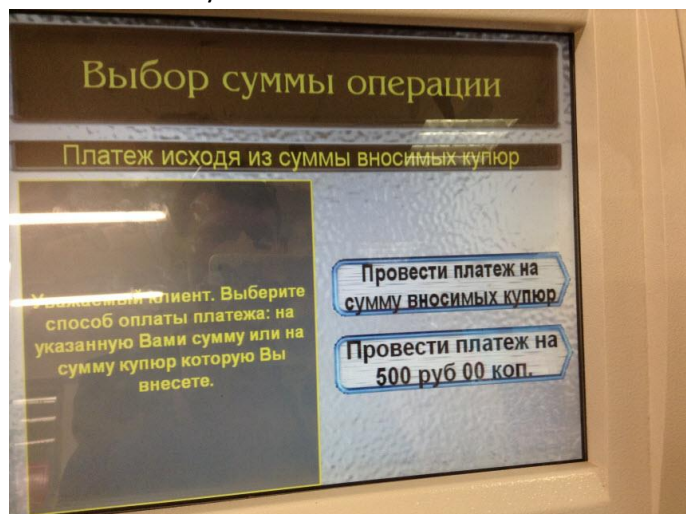 Выбор суммы операции
Платеж исходя из суммы вносимых купюр
Уважаемый клиент. Выберите
способ оплаты платежа: на
указанную Вами сумму или на
сумму купюр которую Вы
внесете.
Провести платеж на
сумму вносимых купюр
Провести платеж на
500 руб 00 коп.